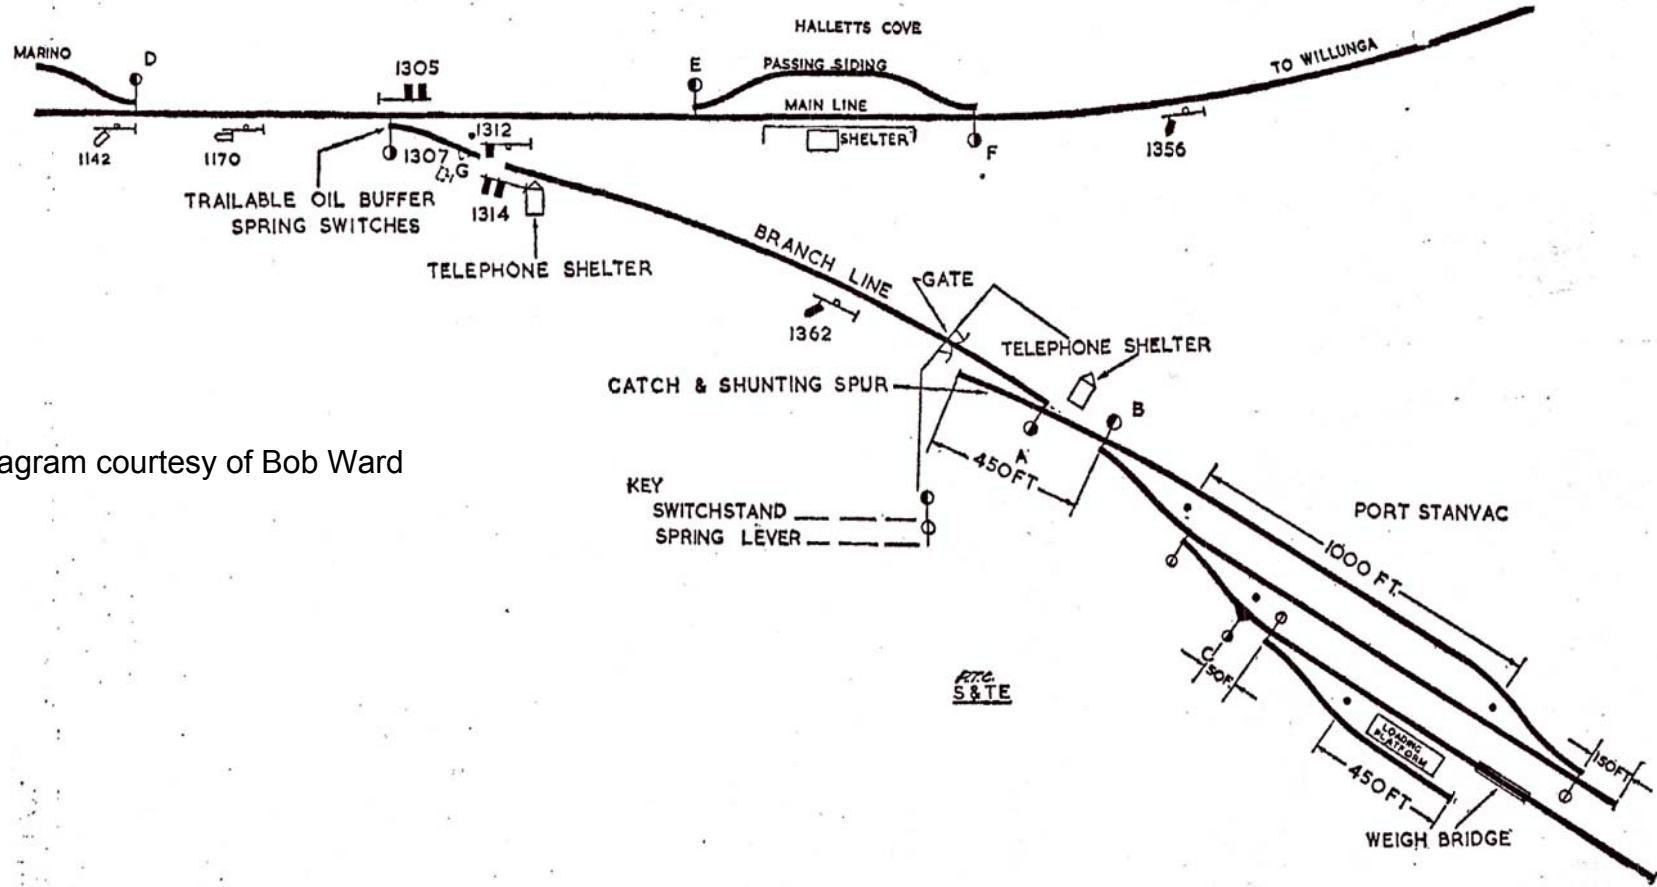 HALLETTS COVE
MARINO
D
1305
E
PASSING SIDING
TO WILLUNGA
MAIN LINE
1142
1170
1307
G
1312
SHELTER
F
1356
TRAILABLE OIL BUFFER
SPRING SWITCHES
1314
TELEPHONE SHELTER
BRANCH LINE
GATE
1362
TELEPHONE SHELTER
CATCH & SHUNTING SPUR
B
A
450FT
agram courtesy of Bob Ward
KEY
SWITCHSTAND
SPRING LEVER
PORT STANVAC
1000 FT.
C
50F.
P.T.C.
S & TE
LOADING
PLATFORM
450FT
150FT
WEIGH BRIDGE